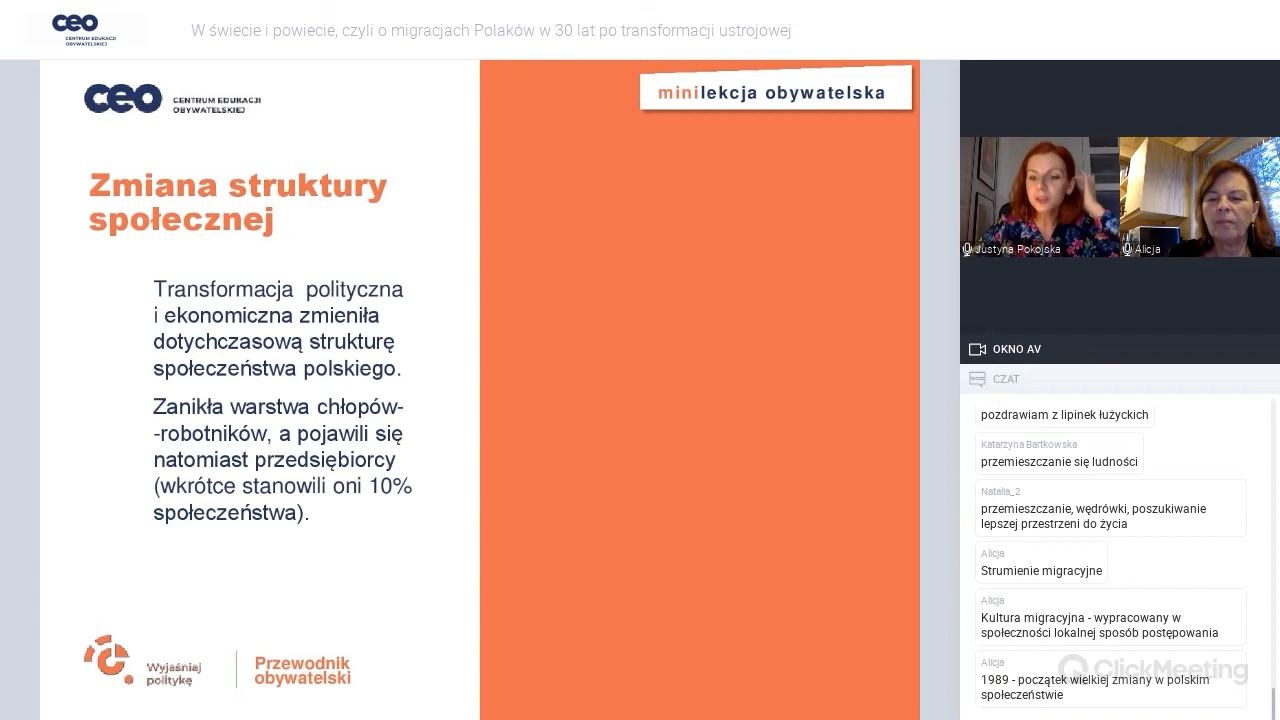 ceo
CENTRUM EDUKACJI
OBYWATELSKIEJ
W świecie i powiecie, czyli o migracjach Polaków w 30 lat po transformacji ustrojowej
ceo CENTRUM EDUKACJI
OBYWATELSKIEJ
minilekcja obywatelska
Zmiana struktury
społecznej
Transformacja polityczna
i ekonomiczna zmieniła
dotychczasową strukturę
społeczeństwa polskiego.
Zanikła warstwa chłopów-
-robotników, a pojawili się
natomiast przedsiębiorcy
(wkrótce stanowili oni 10%
społeczeństwa).
Wyjaśniaj
politykę
Przewodnik
obywatelski
Justyna Pokojska
Alicja
OKNO AV
CZAT
pozdrawiam z lipinek łużyckich
Katarzyna Bartkowska
przemieszczanie się ludności
Natalia_2
przemieszczanie, wędrówki, poszukiwanie
lepszej przestrzeni do życia
Alicja
Strumienie migracyjne
Alicja
Kultura migracyjna - wypracowany w
społeczności lokalnej sposób postępowania
Alicja
1989 - początek wielkiej zmiany w polskim
społeczeństwie
ClickMeeting